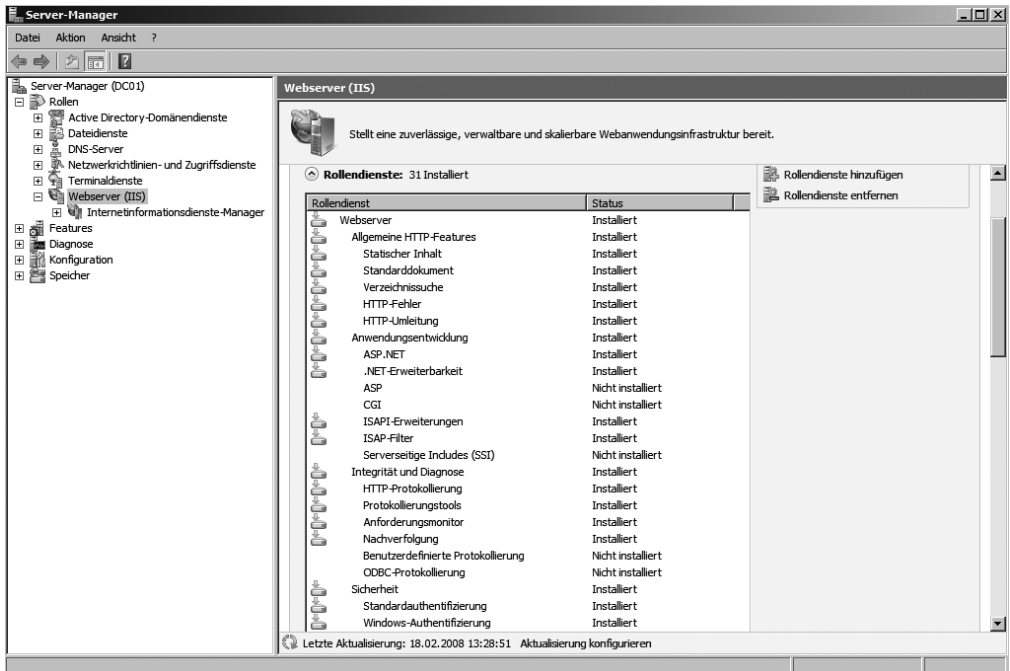 Server-Manager
Datei Aktion Ansicht ?
Server-Manager (DC01)
Rollen
Active Directory-Domänendienste
Dateidienste
DNS-Server
Netzwerkrichtlinien- und Zugriffsdienste
Terminaldienste
Webserver (IIS)
Internetinformationsdienste-Manager
Features
Diagnose
Konfiguration
Speicher
Webserver (IIS)
Stellt eine zuverlässige, verwaltbare und skalierbare Webanwendungsinfrastruktur bereit.
Rollendienste: 31 Installiert
Rollendienst Status
Webserver Installiert
Allgemeine HTTP-Features Installiert
Statischer Inhalt Installiert
Standarddokument Installiert
Verzeichnissuche Installiert
HTTP-Fehler Installiert
HTTP-Umleitung Installiert
Anwendungsentwicklung Installiert
ASP.NET Installiert
.NET-Erweiterbarkeit Installiert
ASP Nicht installiert
CGI Nicht installiert
ISAPI-Erweiterungen Installiert
ISAP-Filter Installiert
Serverseitige Includes (SSI) Nicht installiert
Integrität und Diagnose Installiert
HTTP-Protokollierung Installiert
Protokollierungstools Installiert
Anforderungsmonitor Installiert
Nachverfolgung Installiert
Benutzerdefinierte Protokollierung Nicht installiert
ODBC-Protokollierung Nicht installiert
Sicherheit Installiert
Standardauthentifizierung Installiert
Windows-Authentifizierung Installiert
Rollendienste hinzufügen
Rollendienste entfernen
Letzte Aktualisierung: 18.02.2008 13:28:51 Aktualisierung konfigurieren